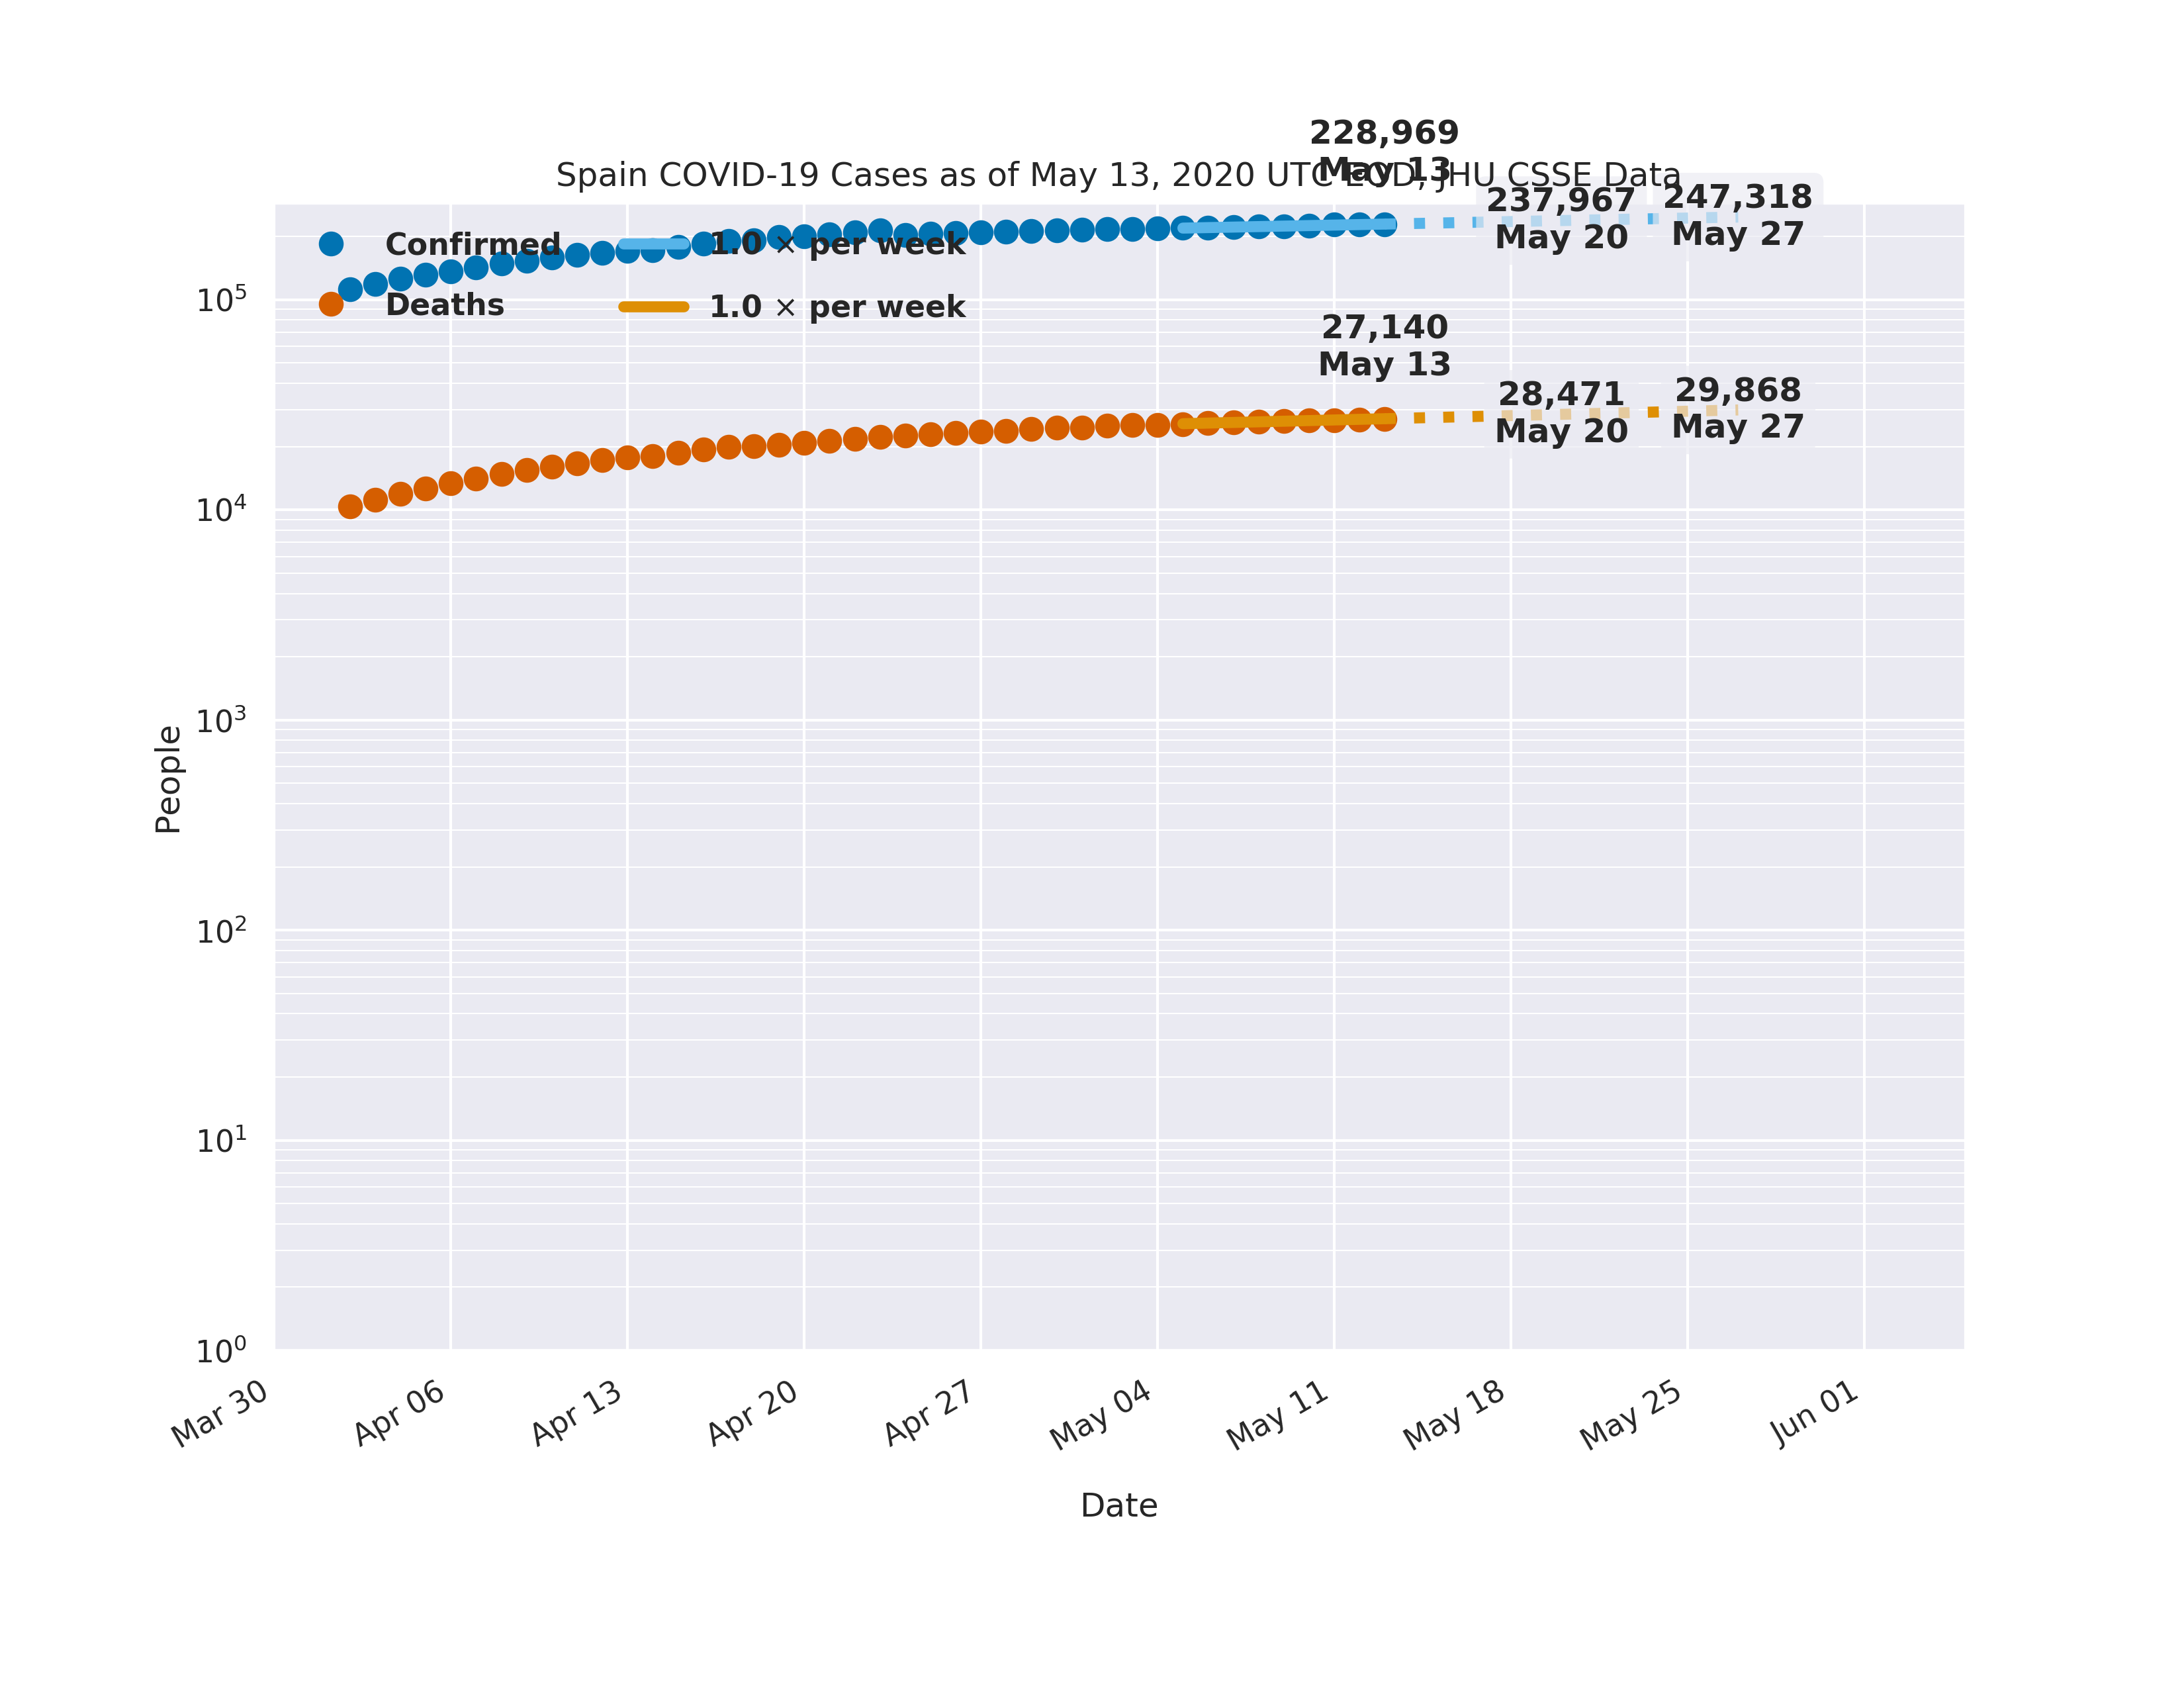 228,969
May 13
Spain COVID-19 Cases as of May 13, 2020 UTC EOD, JHU CSSE Data
237,967
May 20
247,318
May 27
Confirmed
1.0 × per week
Deaths
1.0 × per week
27,140
May 13
28,471
May 20
29,868
May 27
10⁵
10⁴
10³
10²
10¹
10⁰
People
Mar 30
Apr 06
Apr 13
Apr 20
Apr 27
May 04
May 11
May 18
May 25
Jun 01
Date